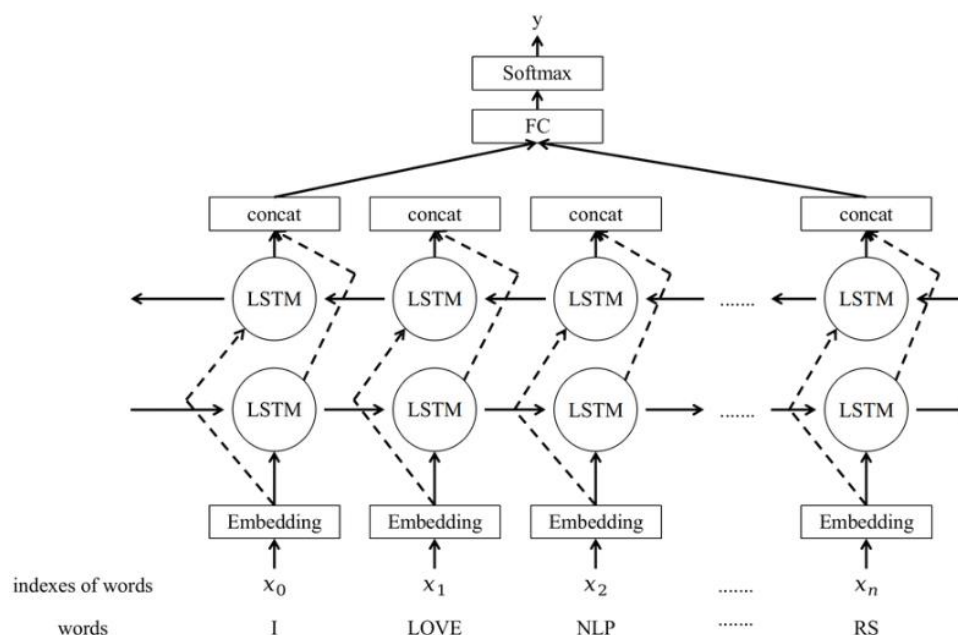 y
Softmax
FC
concat concat concat concat
LSTM LSTM LSTM ....... LSTM
LSTM LSTM LSTM ....... LSTM
Embedding Embedding Embedding Embedding
indexes of words x₀ x₁ x₂ ....... xₙ
words I LOVE NLP ....... RS